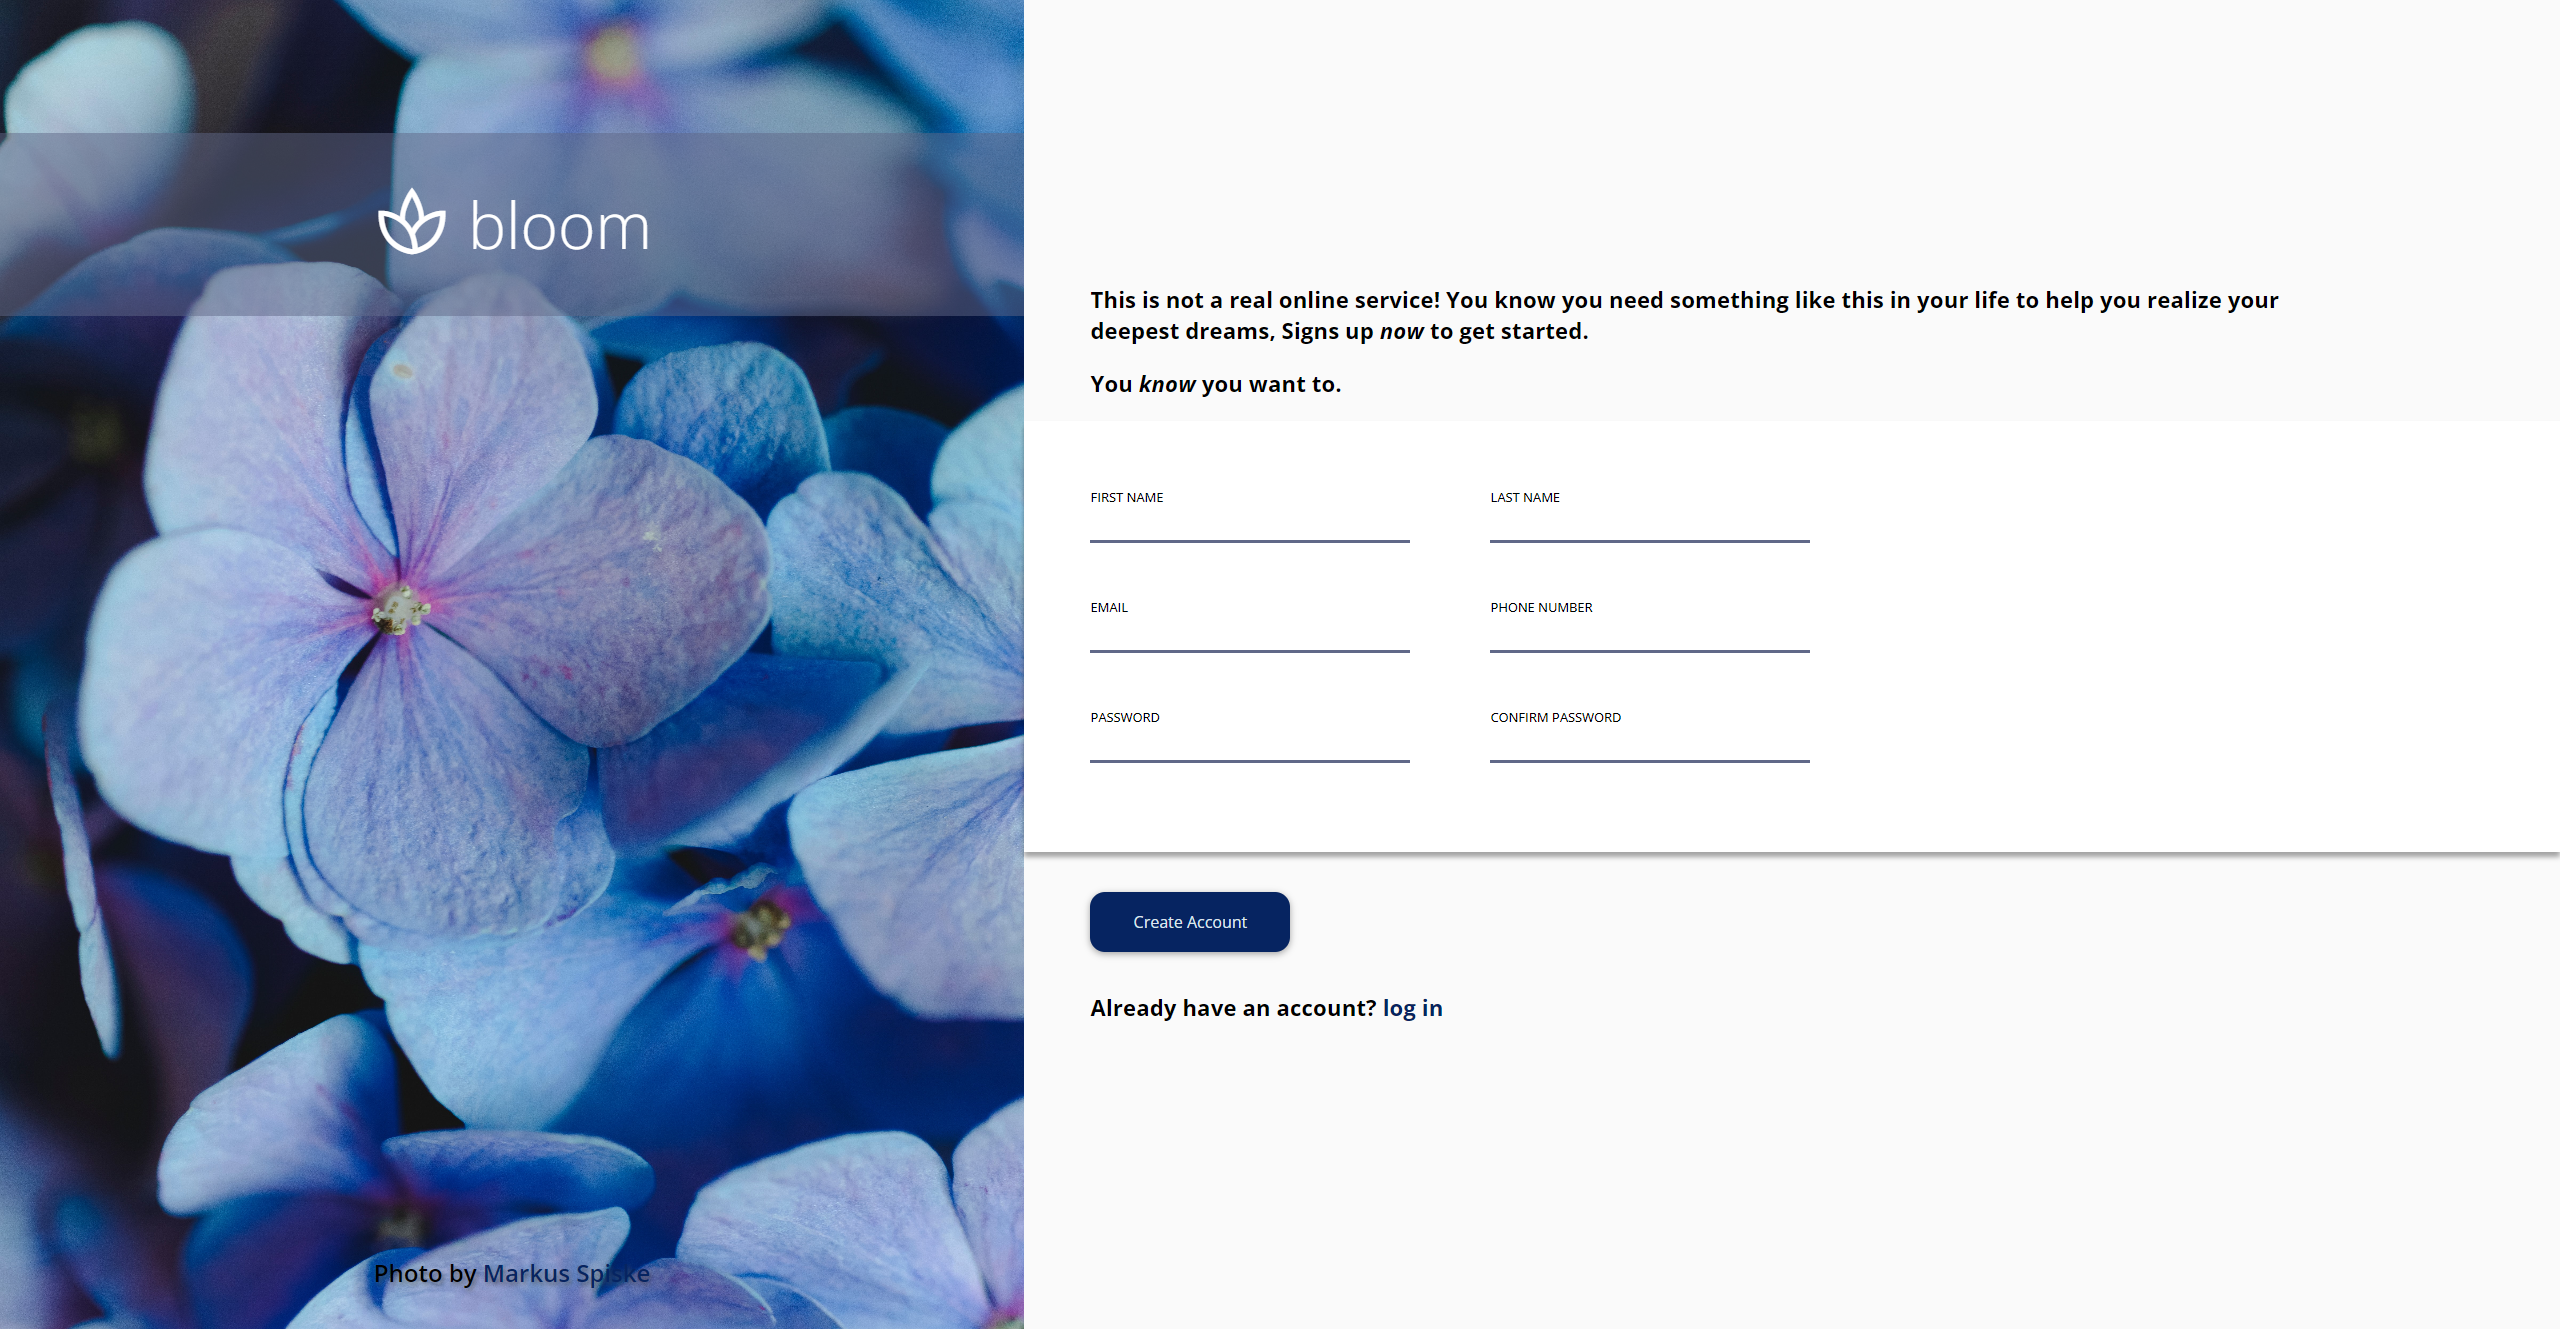 bloom
This is not a real online service! You know you need something like this in your life to help you realize your
deepest dreams, Signs up now to get started.
You know you want to.
FIRST NAME
LAST NAME
EMAIL
PHONE NUMBER
PASSWORD
CONFIRM PASSWORD
Create Account
Already have an account? log in
Photo by Markus Spiske